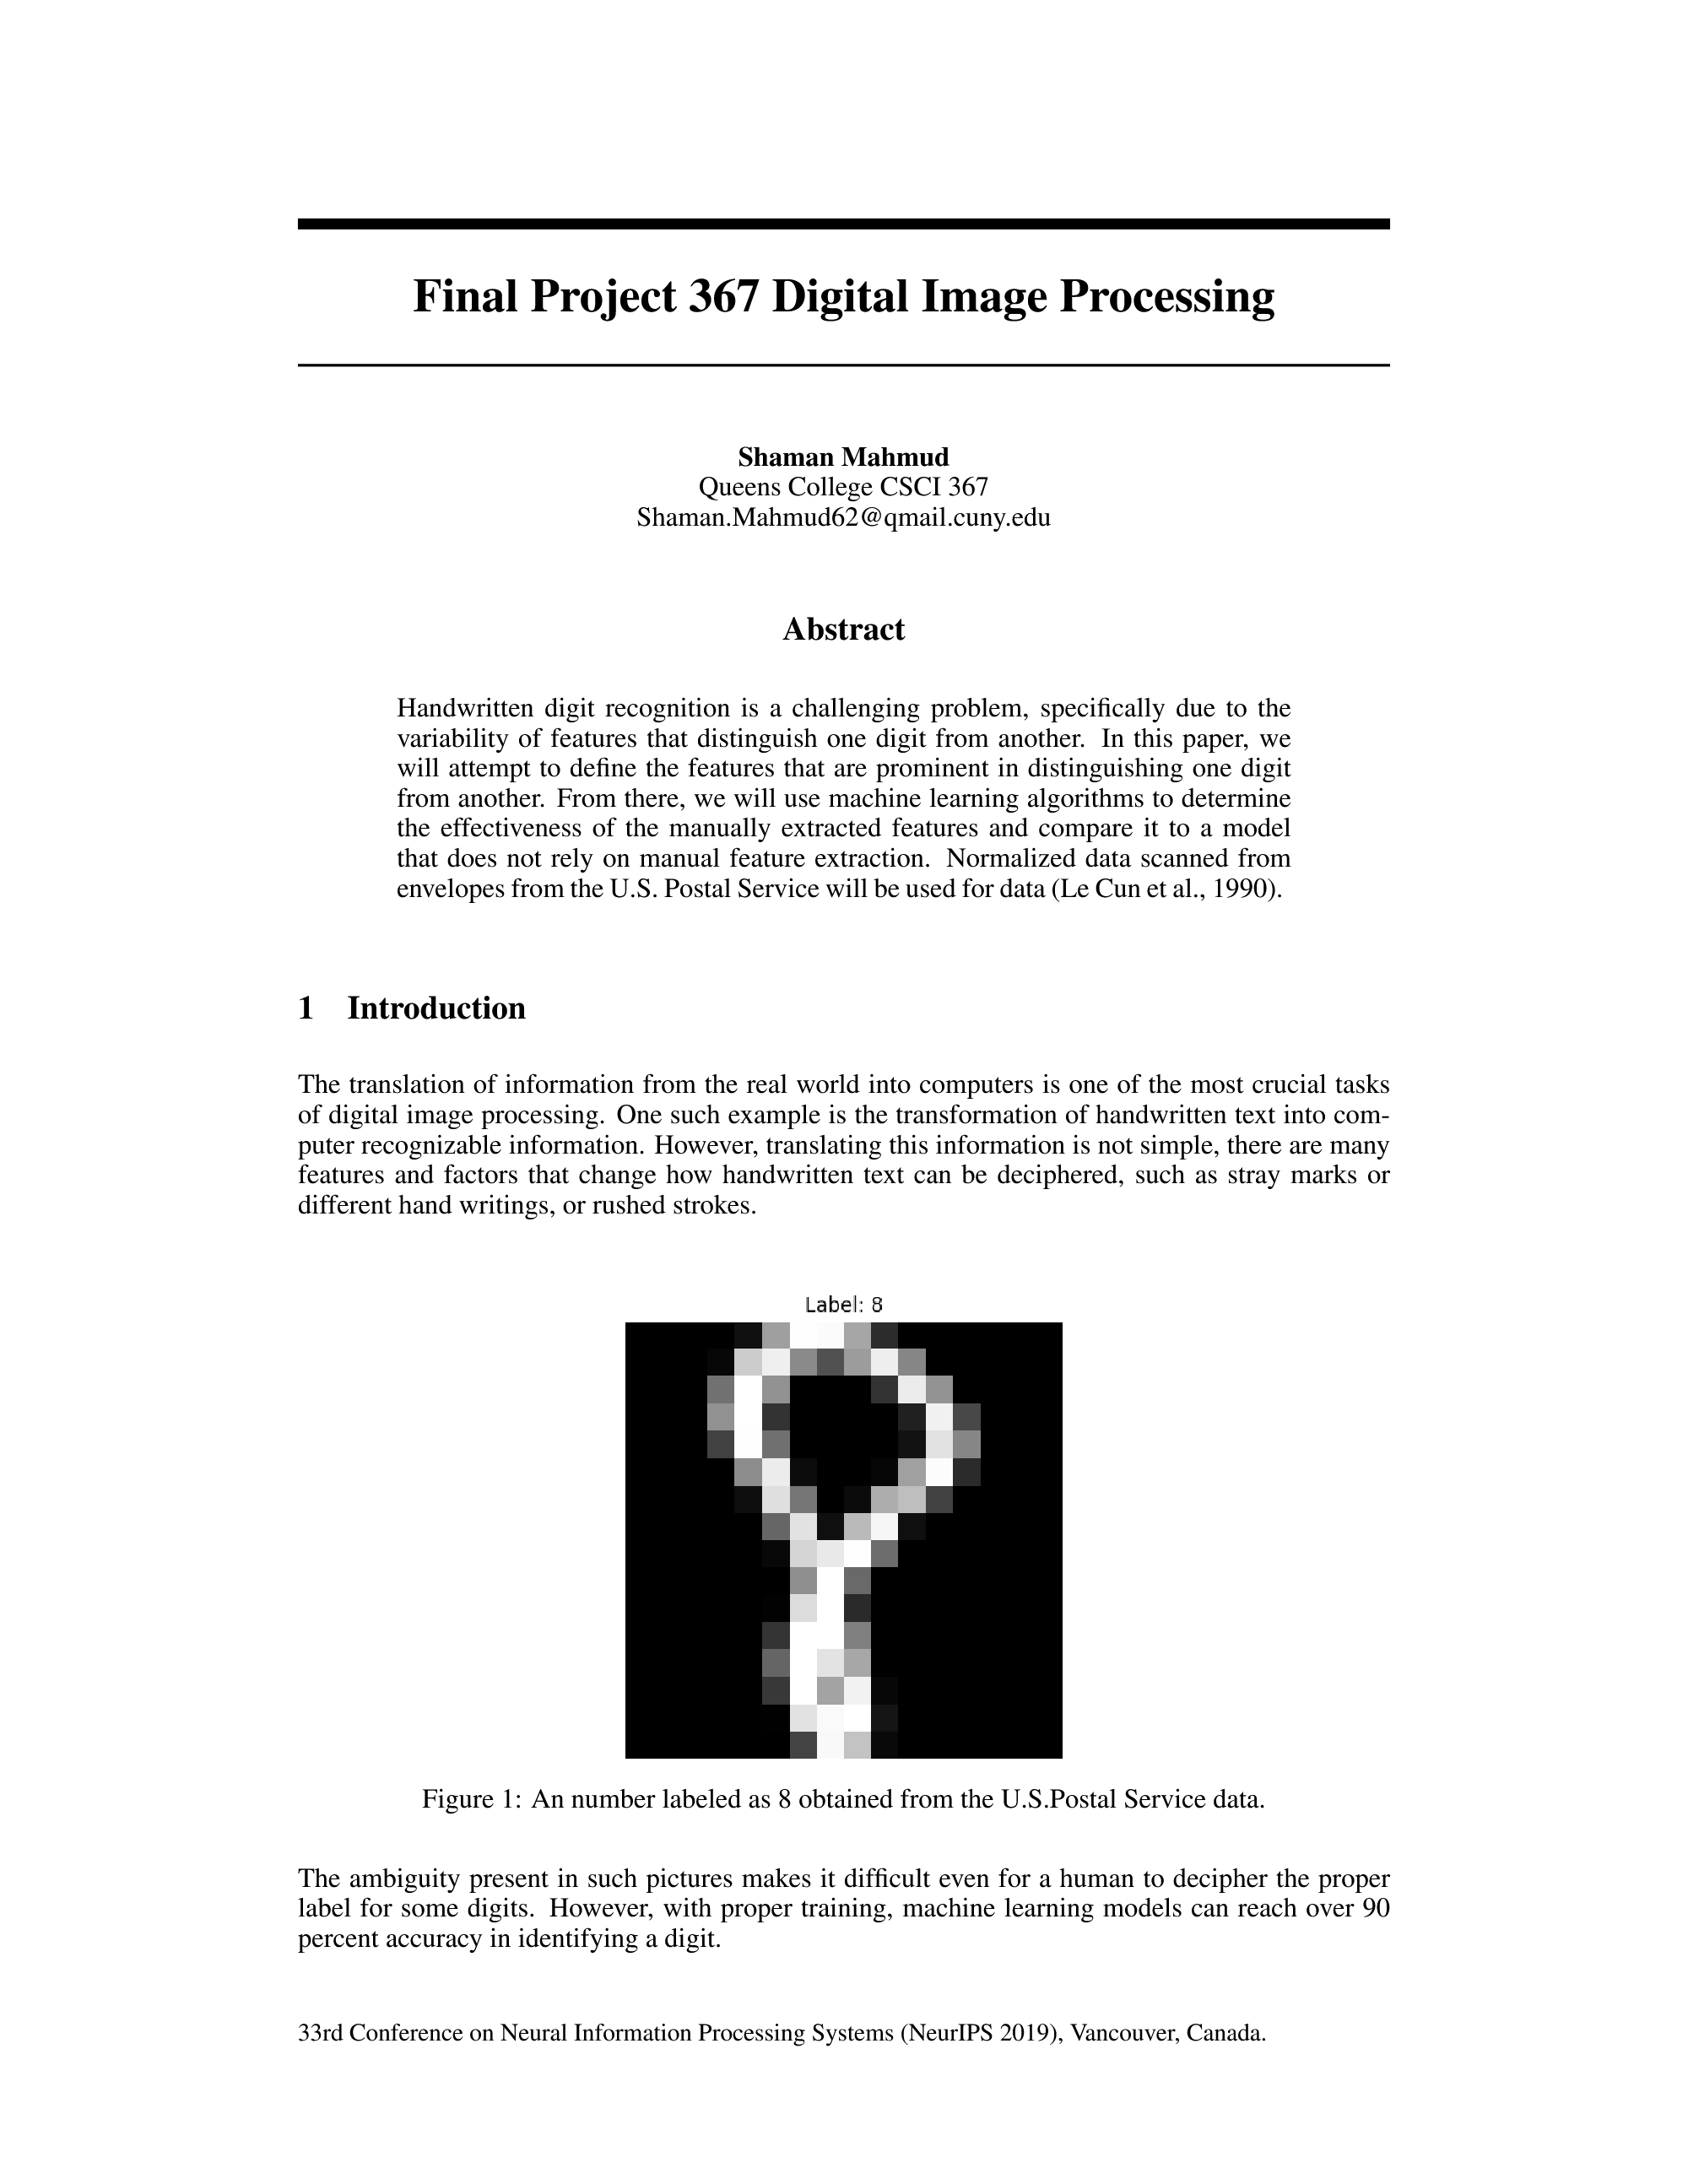 Final Project 367 Digital Image Processing
Shaman Mahmud
Queens College CSCI 367
Shaman.Mahmud62@qmail.cuny.edu
Abstract
Handwritten digit recognition is a challenging problem, specifically due to the
variability of features that distinguish one digit from another. In this paper, we
will attempt to define the features that are prominent in distinguishing one digit
from another. From there, we will use machine learning algorithms to determine
the effectiveness of the manually extracted features and compare it to a model
that does not rely on manual feature extraction. Normalized data scanned from
envelopes from the U.S. Postal Service will be used for data (Le Cun et al., 1990).
1 Introduction
The translation of information from the real world into computers is one of the most crucial tasks
of digital image processing. One such example is the transformation of handwritten text into com-
puter recognizable information. However, translating this information is not simple, there are many
features and factors that change how handwritten text can be deciphered, such as stray marks or
different hand writings, or rushed strokes.
Label: 8
Figure 1: An number labeled as 8 obtained from the U.S.Postal Service data.
The ambiguity present in such pictures makes it difficult even for a human to decipher the proper
label for some digits. However, with proper training, machine learning models can reach over 90
percent accuracy in identifying a digit.
33rd Conference on Neural Information Processing Systems (NeurIPS 2019), Vancouver, Canada.